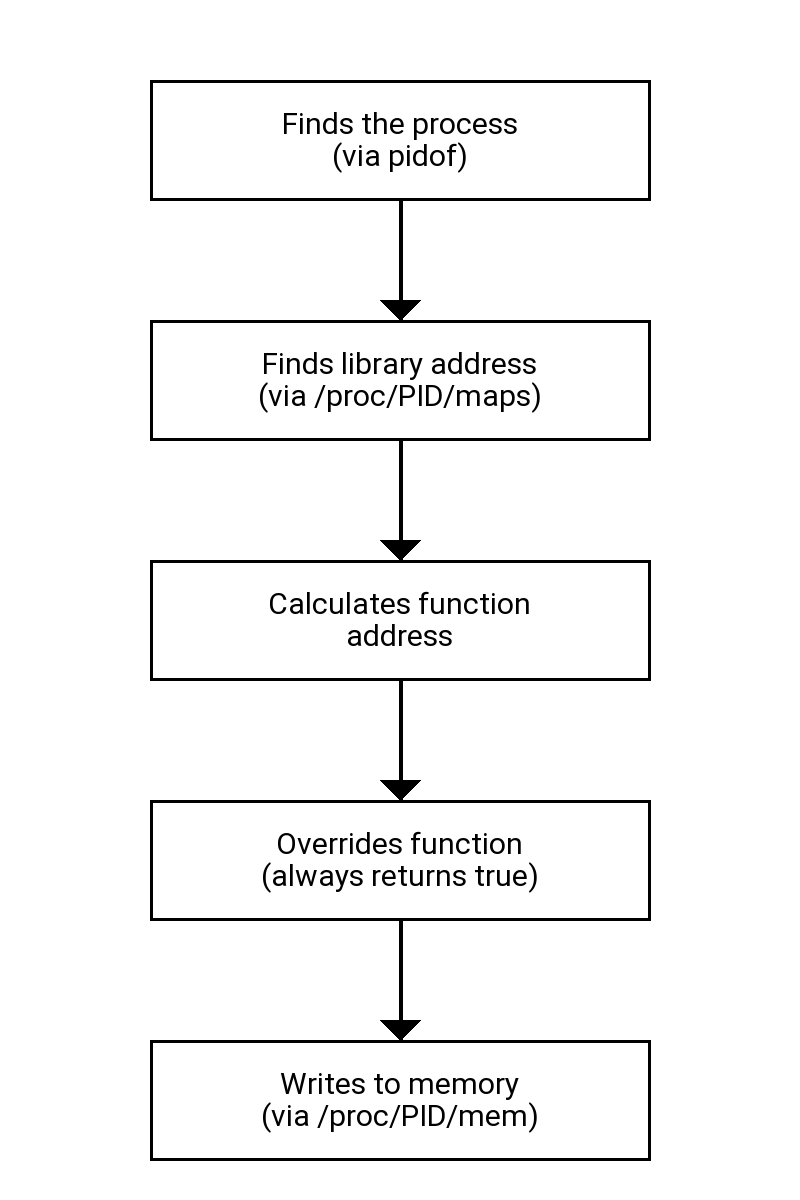 Finds the process
(via pidof)
Finds library address
(via /proc/PID/maps)
Calculates function
address
Overrides function
(always returns true)
Writes to memory
(via /proc/PID/mem)